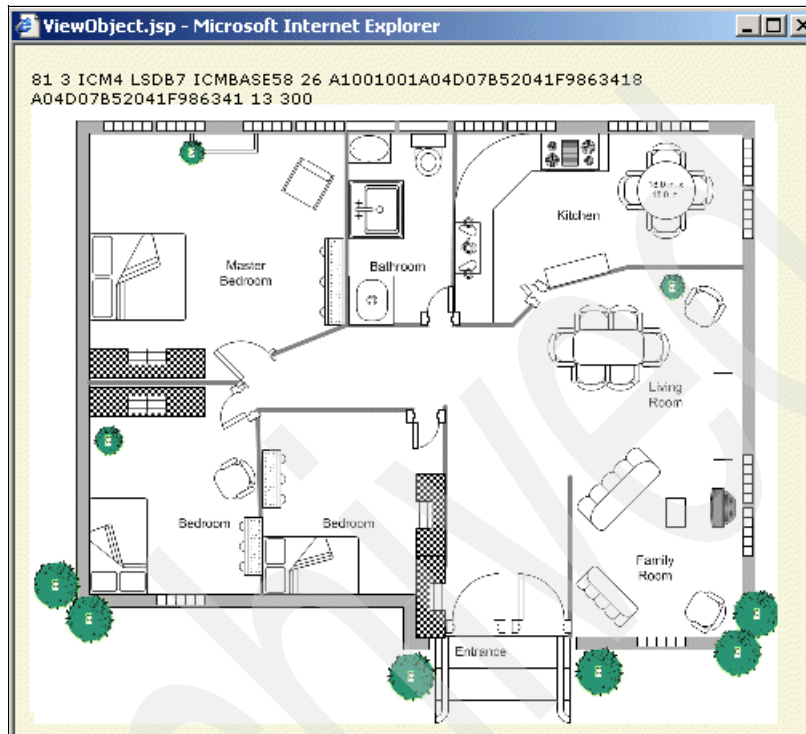 ViewObject.jsp - Microsoft Internet Explorer
81 3 ICM4 LSDB7 ICMBASE58 26 A1001001A04D07B52041F9863418
A04D07B52041F986341 13 300
Kitchen
Master
Bedroom
Bathroom
Living
Room
Bedroom
Bedroom
Family
Room
Entrance